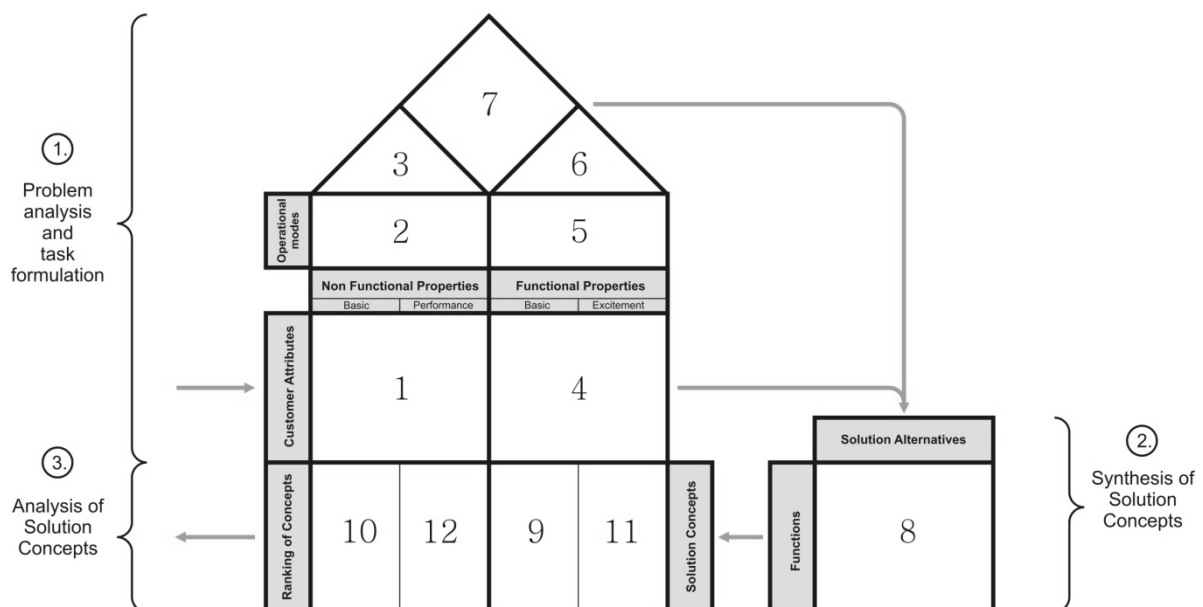 7
1.
Problem
analysis
and
task
formulation
3
6
Operational
modes
2
5
Non Functional Properties
Functional Properties
Basic
Performance
Basic
Excitement
Customer Attributes
1
4
Solution Alternatives
2.
Synthesis of
Solution
Concepts
3.
Analysis of
Solution
Concepts
Ranking of Concepts
10
12
9
11
Solution Concepts
Functions
8